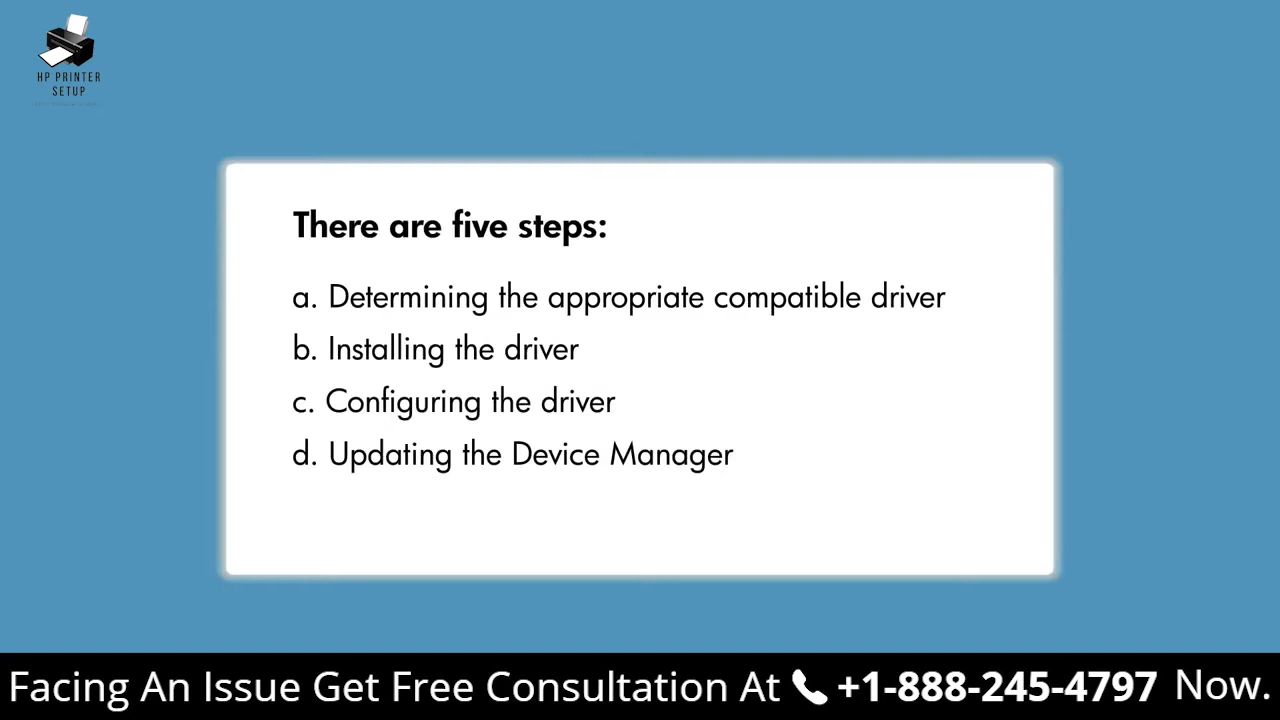 HP PRINTER
SETUP
There are five steps:
a. Determining the appropriate compatible driver
b. Installing the driver
c. Configuring the driver
d. Updating the Device Manager
Facing An Issue Get Free Consultation At +1-888-245-4797 Now.